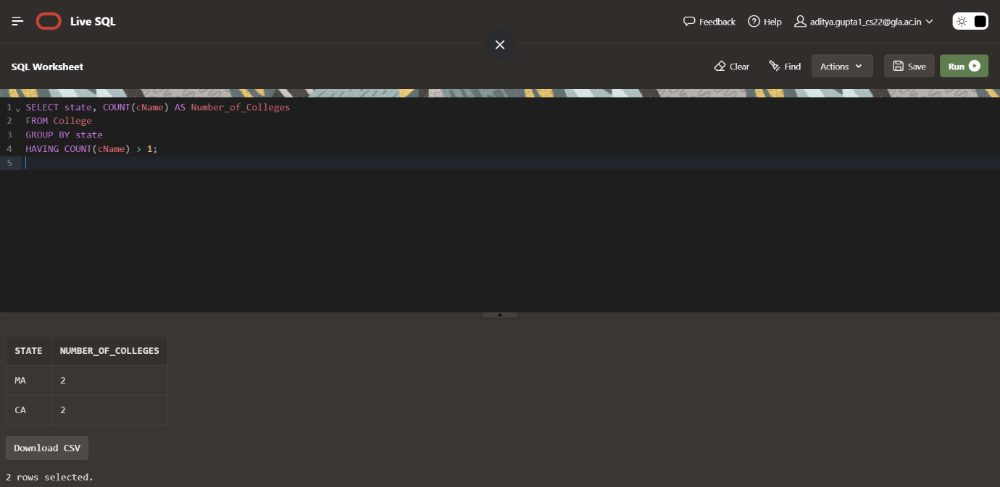 Live SQL
Feedback
Help
aditya.gupta1_cs22@gla.ac.in
SQL Worksheet
Clear
Find
Actions
Save
Run
1 SELECT state, COUNT(cName) AS Number_of_Colleges
2 FROM College
3 GROUP BY state
4 HAVING COUNT(cName) > 1;
5
STATE NUMBER_OF_COLLEGES
MA 2
CA 2
Download CSV
2 rows selected.